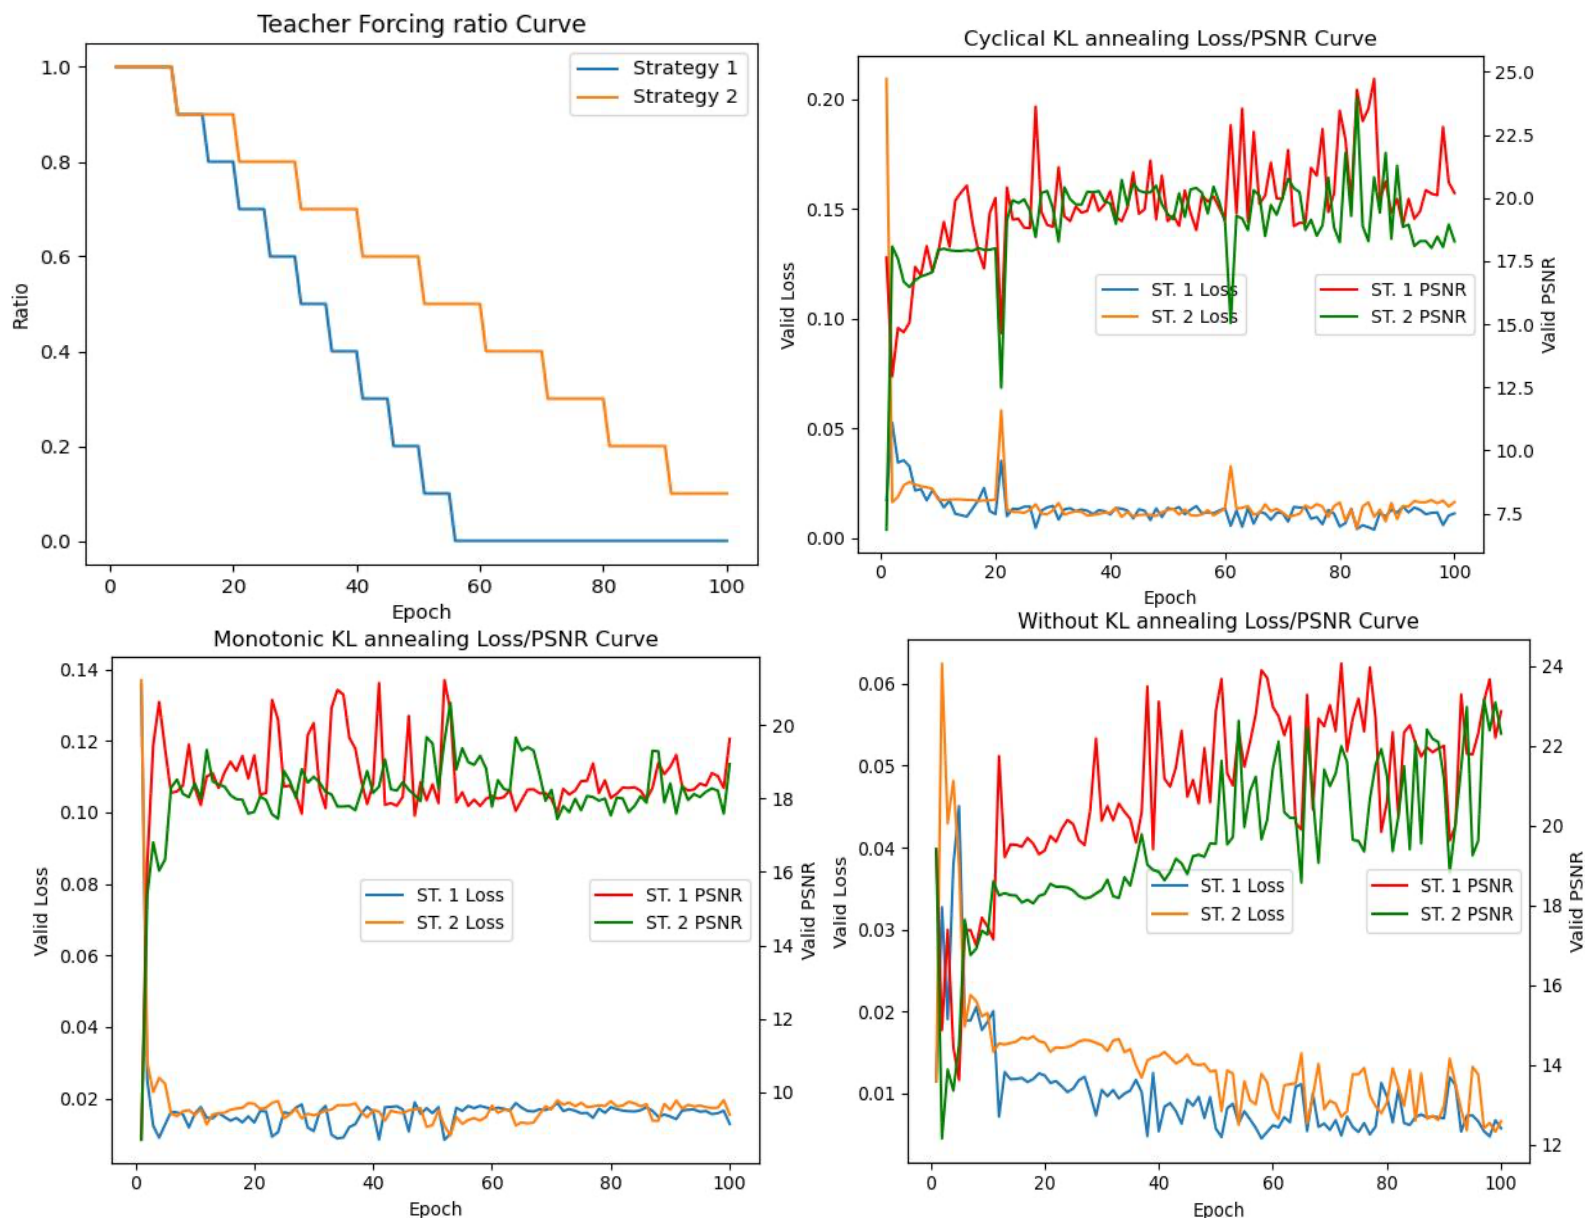 Teacher Forcing ratio Curve
Strategy 1
Strategy 2
1.0
0.8
0.6
0.4
0.2
0.0
Ratio
0 20 40 60 80 100
Epoch
Cyclical KL annealing Loss/PSNR Curve
0.20
0.15
0.10
0.05
0.00
Valid Loss
25.0
22.5
20.0
17.5
15.0
12.5
10.0
7.5
Valid PSNR
ST. 1 Loss
ST. 2 Loss
ST. 1 PSNR
ST. 2 PSNR
0 20 40 60 80 100
Epoch
Monotonic KL annealing Loss/PSNR Curve
0.14
0.12
0.10
0.08
0.06
0.04
0.02
Valid Loss
20
18
16
14
12
10
Valid PSNR
ST. 1 Loss
ST. 2 Loss
ST. 1 PSNR
ST. 2 PSNR
0 20 40 60 80 100
Epoch
Without KL annealing Loss/PSNR Curve
0.06
0.05
0.04
0.03
0.02
0.01
Valid Loss
24
22
20
18
16
14
12
Valid PSNR
ST. 1 Loss
ST. 2 Loss
ST. 1 PSNR
ST. 2 PSNR
0 20 40 60 80 100
Epoch